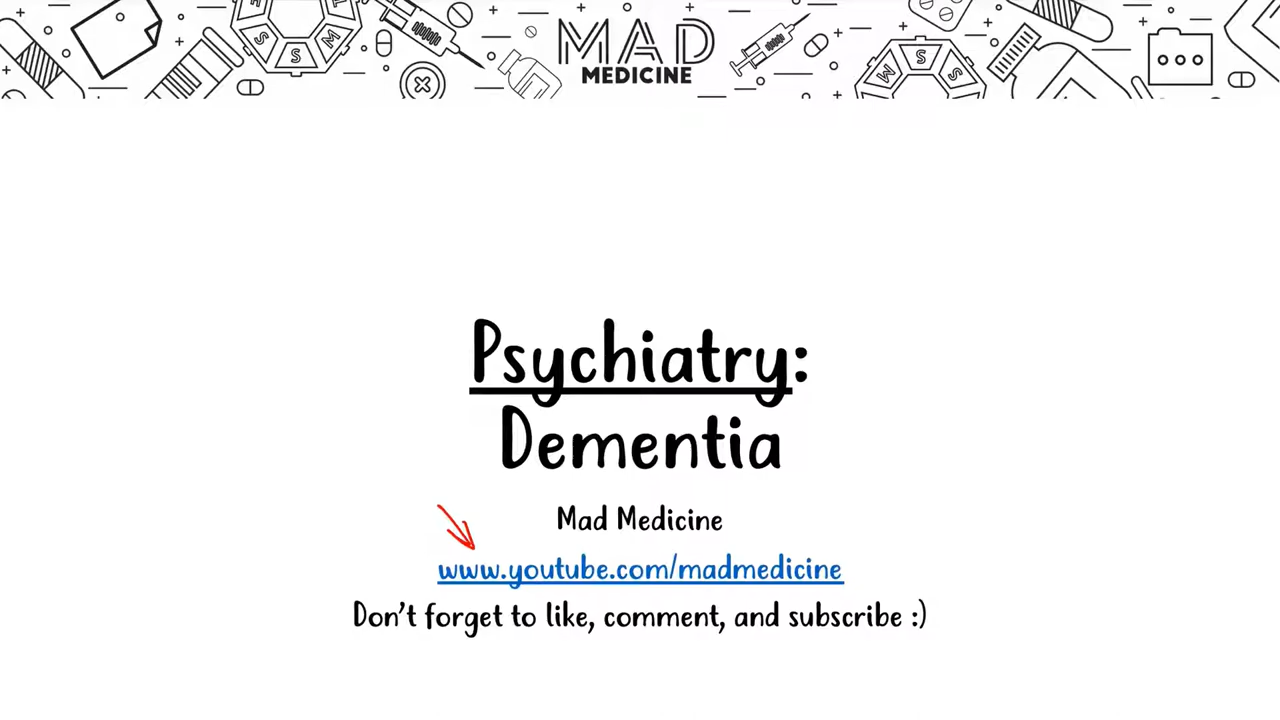 MAD
MEDICINE
Psychiatry:
Dementia
Mad Medicine
www.youtube.com/madmedicine
Don't forget to like, comment, and subscribe :)